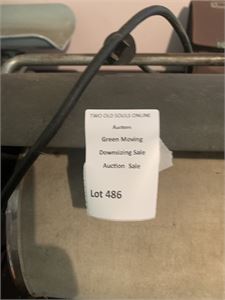 TWO OLD SOULS ONLINE
Auctions
Green Moving
Downsizing Sale
Auction Sale
Lot 486